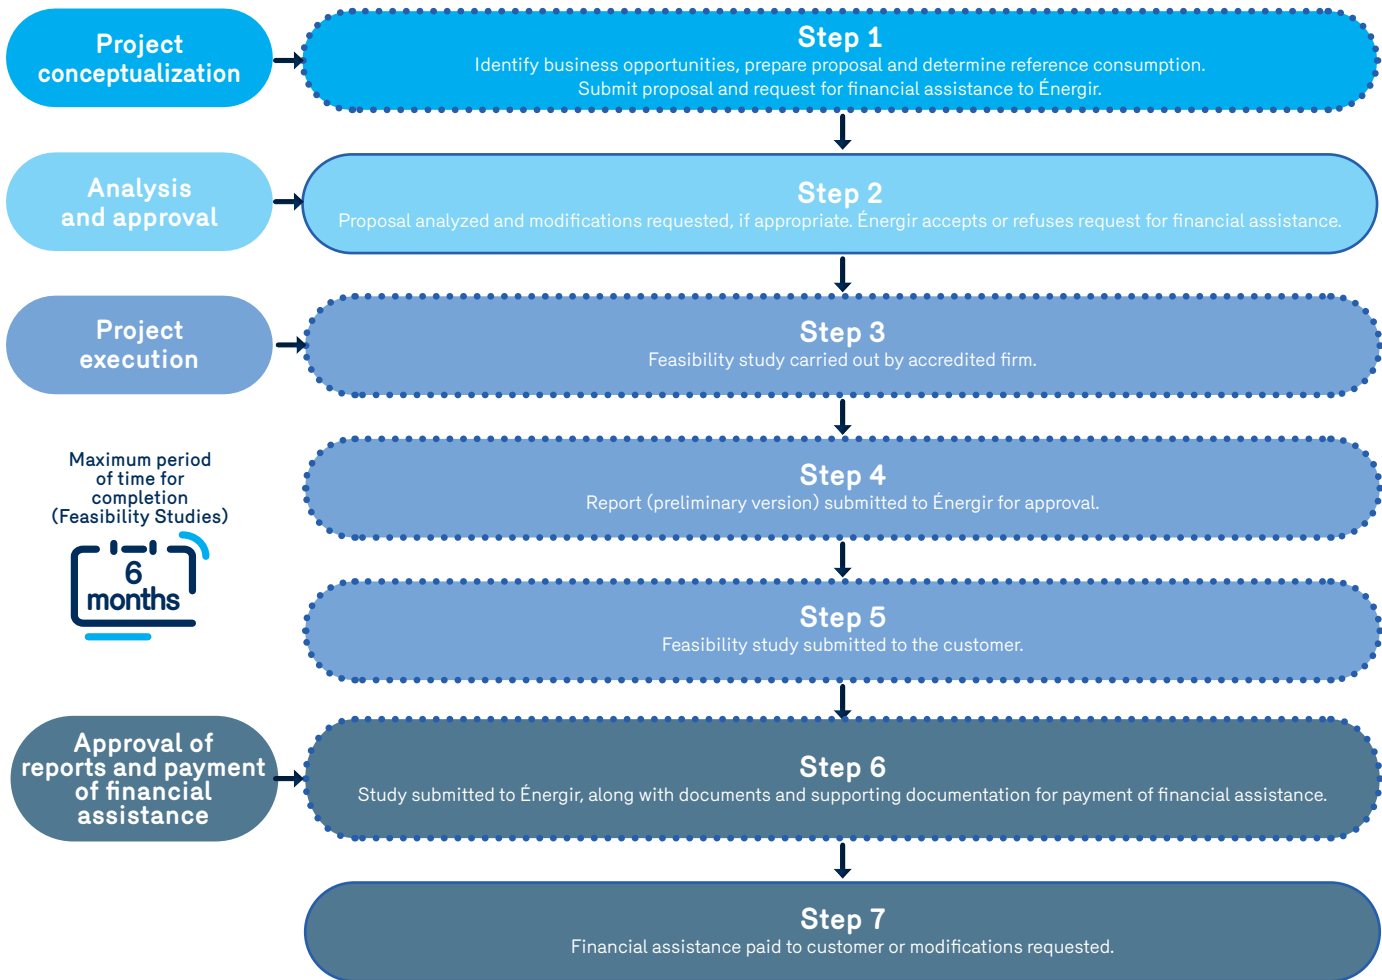 Project
conceptualization
Step 1
Identify business opportunities, prepare proposal and determine reference consumption.
Submit proposal and request for financial assistance to Énergir.
Analysis
and approval
Step 2
Proposal analyzed and modifications requested, if appropriate. Énergir accepts or refuses request for financial assistance.
Project
execution
Step 3
Feasibility study carried out by accredited firm.
Maximum period
of time for
completion
(Feasibility Studies)
6
months
Step 4
Report (preliminary version) submitted to Énergir for approval.
Step 5
Feasibility study submitted to the customer.
Approval of
reports and payment
of financial
assistance
Step 6
Study submitted to Énergir, along with documents and supporting documentation for payment of financial assistance.
Step 7
Financial assistance paid to customer or modifications requested.